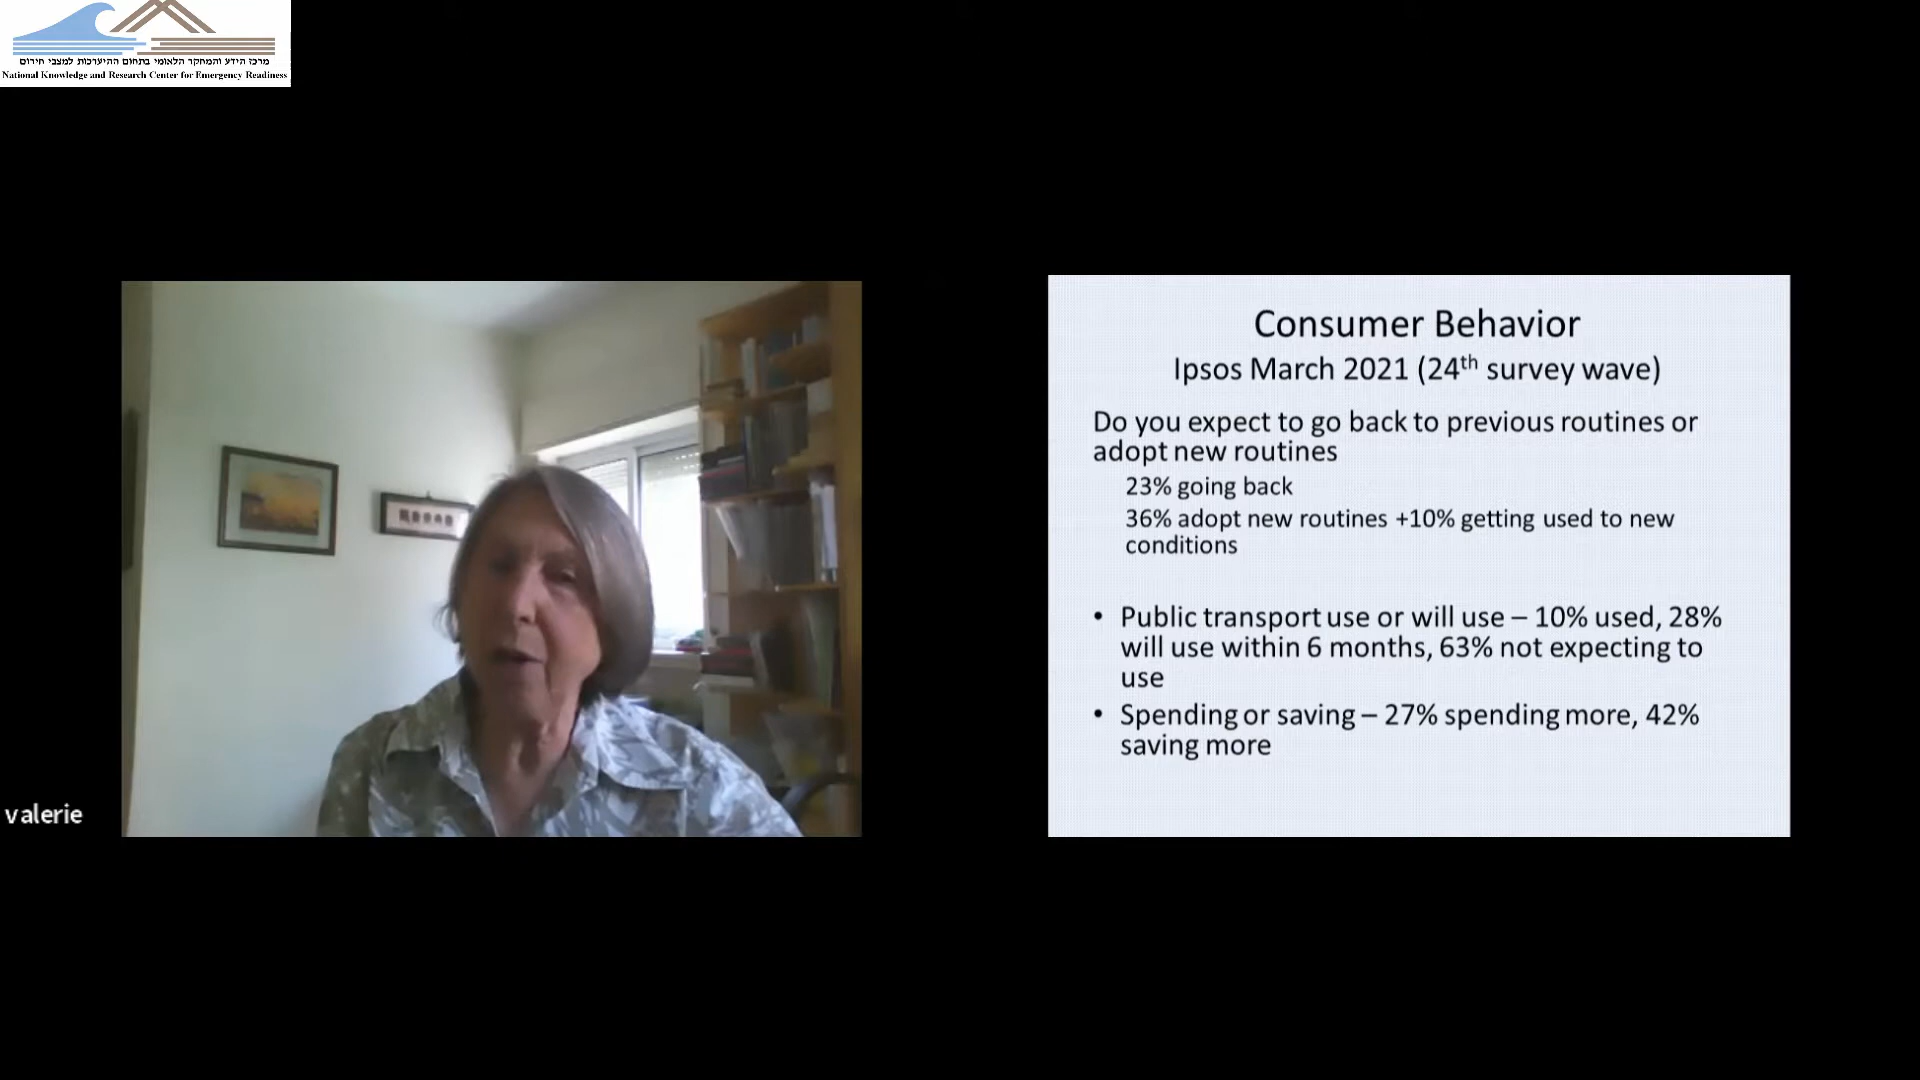 מרכז הידע והמחקר הלאומי בתחום ההיערכות למצבי חירום
National Knowledge and Research Center for Emergency Readiness
Consumer Behavior
Ipsos March 2021 (24th survey wave)
Do you expect to go back to previous routines or
adopt new routines
23% going back
36% adopt new routines +10% getting used to new
conditions
• Public transport use or will use – 10% used, 28%
will use within 6 months, 63% not expecting to
use
• Spending or saving – 27% spending more, 42%
saving more
valerie